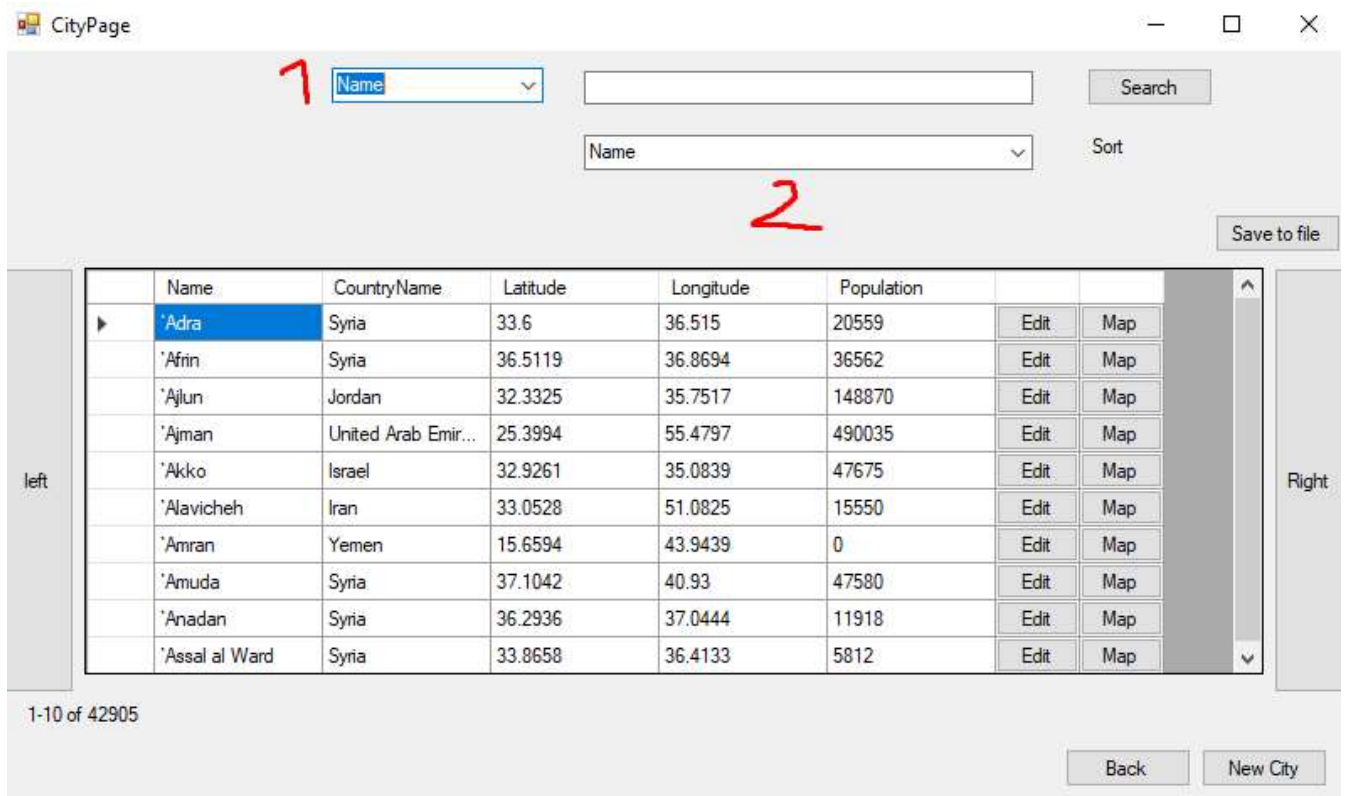 CityPage
1 Name Search
Name Sort
2
Save to file
Name CountryName Latitude Longitude Population
'Adra Syria 33.6 36.515 20559 Edit Map
'Afrin Syria 36.5119 36.8694 36562 Edit Map
'Ajlun Jordan 32.3325 35.7517 148870 Edit Map
'Ajman United Arab Emir... 25.3994 55.4797 490035 Edit Map
'Akko Israel 32.9261 35.0839 47675 Edit Map
left
Right
'Alavicheh Iran 33.0528 51.0825 15550 Edit Map
'Amran Yemen 15.6594 43.9439 0 Edit Map
'Amuda Syria 37.1042 40.93 47580 Edit Map
'Anadan Syria 36.2936 37.0444 11918 Edit Map
'Assal al Ward Syria 33.8658 36.4133 5812 Edit Map
1-10 of 42905
Back New City